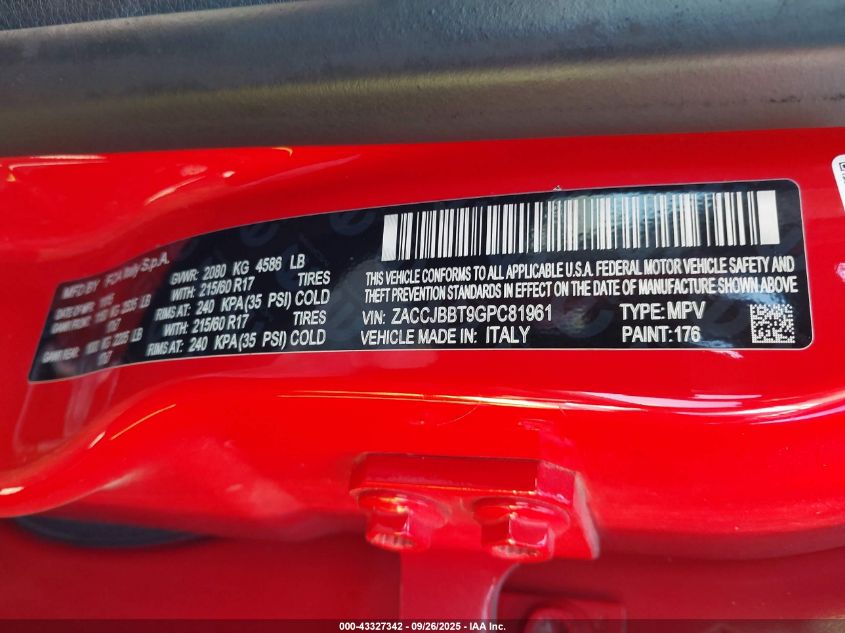 MFD BY: FCA Italy S.p.A.
GVWR: 2080 KG 4586 LB
WITH: 215/60 R17 TIRES
RIMS AT: 240 KPA(35 PSI) COLD
WITH: 215/60 R17 TIRES
RIMS AT: 240 KPA(35 PSI) COLD
THIS VEHICLE CONFORMS TO ALL APPLICABLE U.S.A. FEDERAL MOTOR VEHICLE SAFETY AND
THEFT PREVENTION STANDARDS IN EFFECT ON THE DATE OF MANUFACTURE SHOWN ABOVE
VIN: ZACCJBBT9GPC81961 TYPE: MPV
VEHICLE MADE IN: ITALY PAINT: 176
000-43327342 • 09/26/2025 • IAA Inc.